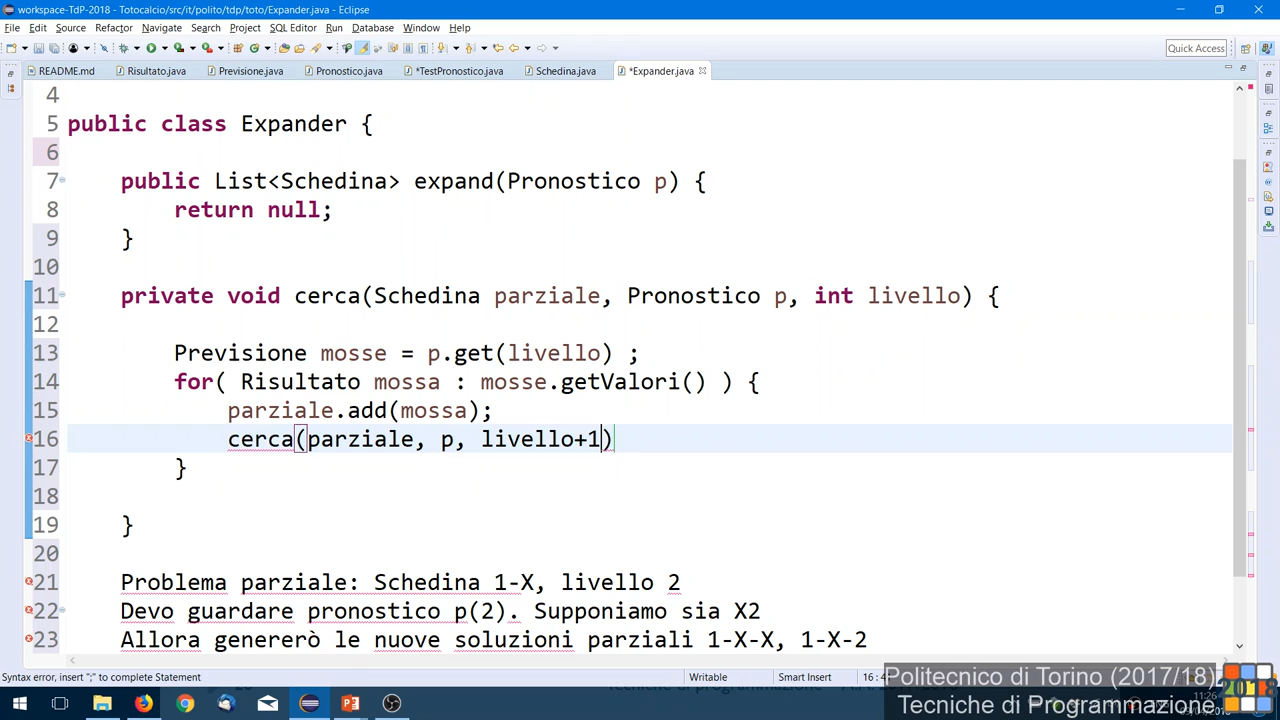 workspace-TdP-2018 - Totocalcio/src/it/polito/tdp/toto/Expander.java - Eclipse
File Edit Source Refactor Navigate Search Project SQL Editor Run Database Window Help
Quick Access
README.md Risultato.java Previsione.java Pronostico.java *TestPronostico.java Schedina.java *Expander.java
4
5 public class Expander {
6
7 public List<Schedina> expand(Pronostico p) {
8 return null;
9 }
10
11 private void cerca(Schedina parziale, Pronostico p, int livello) {
12
13 Previsione mosse = p.get(livello) ;
14 for( Risultato mossa : mosse.getValori() ) {
15 parziale.add(mossa);
16 cerca(parziale, p, livello+1)
17 }
18
19 }
20
21 Problema parziale: Schedina 1-X, livello 2
22 Devo guardare pronostico p(2). Supponiamo sia X2
23 Allora genererò le nuove soluzioni parziali 1-X-X, 1-X-2
Syntax error, insert ";" to complete Statement Writable Smart Insert 16 : 4
Politecnico di Torino (2017/18)
Tecniche di Programmazione
2018
11:26